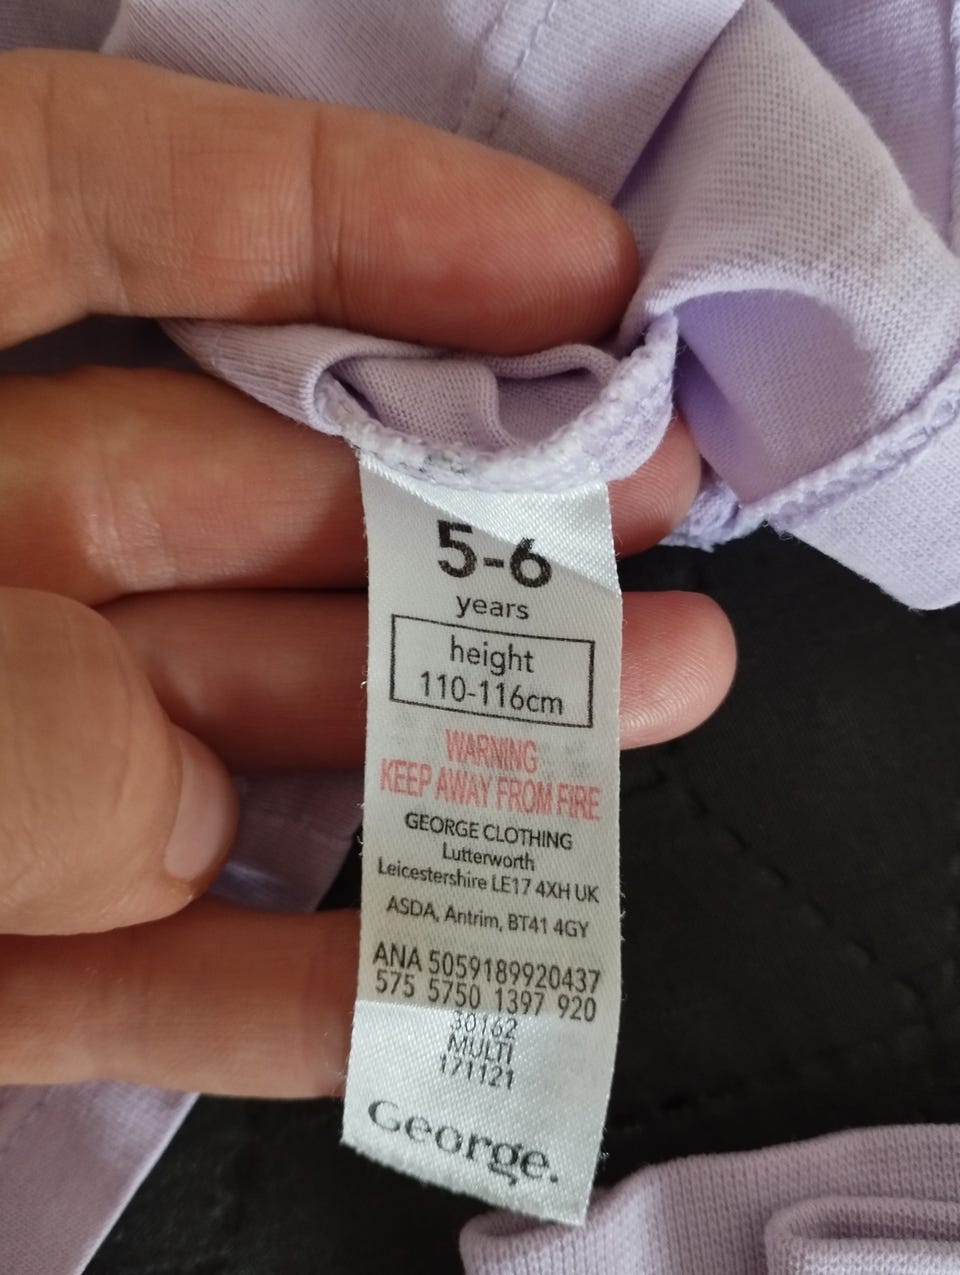 5-6
years
height
110-116cm
WARNING
KEEP AWAY FROM FIRE
GEORGE CLOTHING
Lutterworth
Leicestershire LE17 4XH UK
ASDA, Antrim, BT41 4GY
ANA 5059189920437
575 5750 1397 920
30162
MULTI
171121
George.